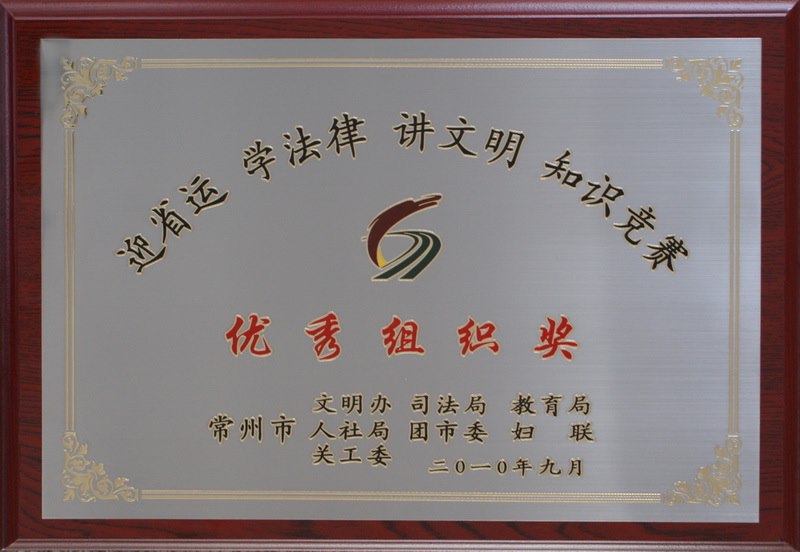 迎省运 学法律 讲文明 知识竞赛
优秀组织奖
文明办 司法局 教育局
常州市 人社局 团市委 妇 联
关工委
二〇一〇年九月